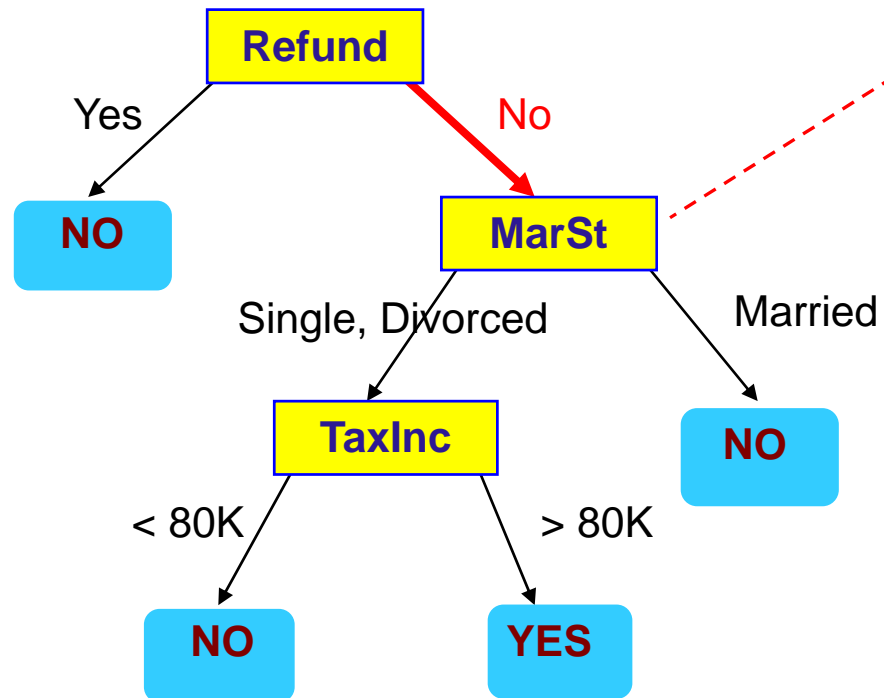 Refund
Yes
No
NO
MarSt
Single, Divorced
Married
TaxInc
NO
< 80K
> 80K
NO
YES